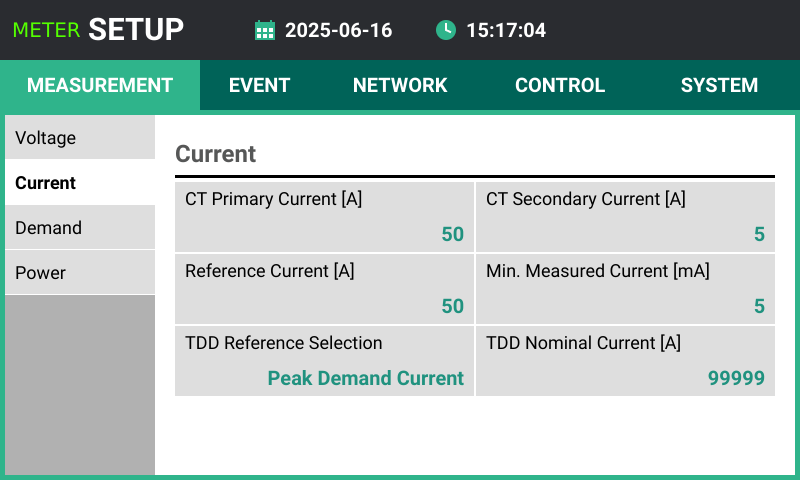 METER SETUP 2025-06-16 15:17:04
MEASUREMENT EVENT NETWORK CONTROL SYSTEM
Voltage
Current
Demand
Power
Current
CT Primary Current [A] CT Secondary Current [A]
50 5
Reference Current [A] Min. Measured Current [mA]
50 5
TDD Reference Selection TDD Nominal Current [A]
Peak Demand Current 99999